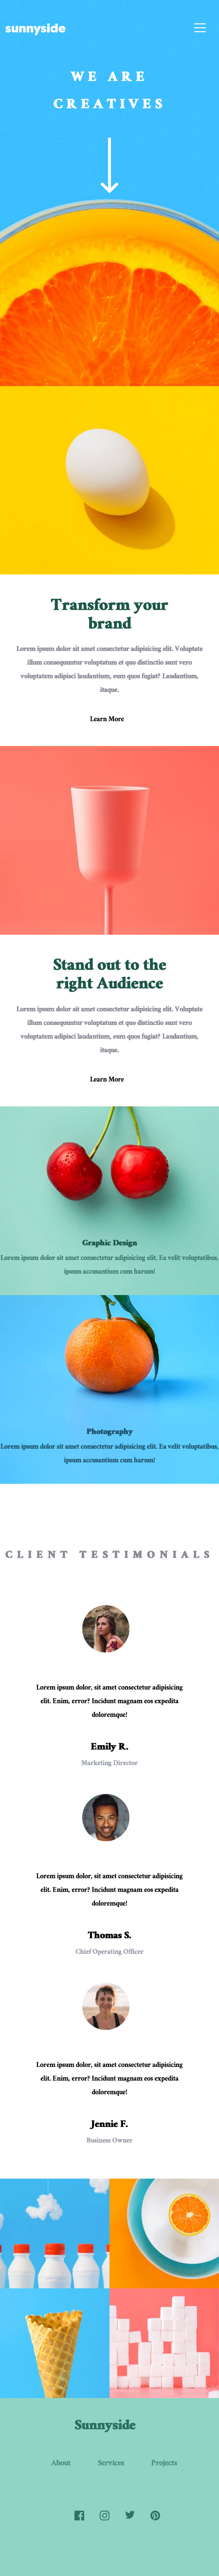 sunnyside
WE ARE
CREATIVES
Transform your
brand
Lorem ipsum dolor sit amet consectetur adipisicing elit. Voluptate
illum consequuntur voluptatum et quo distinctio sunt vero
voluptatem adipisci laudantium, eum quos fugiat? Laudantium,
itaque.
Learn More
Stand out to the
right Audience
Lorem ipsum dolor sit amet consectetur adipisicing elit. Voluptate
illum consequuntur voluptatum et quo distinctio sunt vero
voluptatem adipisci laudantium, eum quos fugiat? Laudantium,
itaque.
Learn More
Graphic Design
Lorem ipsum dolor sit amet consectetur adipisicing elit. Ea velit voluptatibus,
ipsum accusantium cum harum!
Photography
Lorem ipsum dolor sit amet consectetur adipisicing elit. Ea velit voluptatibus,
ipsum accusantium cum harum!
CLIENT TESTIMONIALS
Lorem ipsum dolor, sit amet consectetur adipisicing
elit. Enim, error? Incidunt magnam eos expedita
doloremque!
Emily R.
Marketing Director
Lorem ipsum dolor, sit amet consectetur adipisicing
elit. Enim, error? Incidunt magnam eos expedita
doloremque!
Thomas S.
Chief Operating Officer
Lorem ipsum dolor, sit amet consectetur adipisicing
elit. Enim, error? Incidunt magnam eos expedita
doloremque!
Jennie F.
Business Owner
Sunnyside
About Services Projects